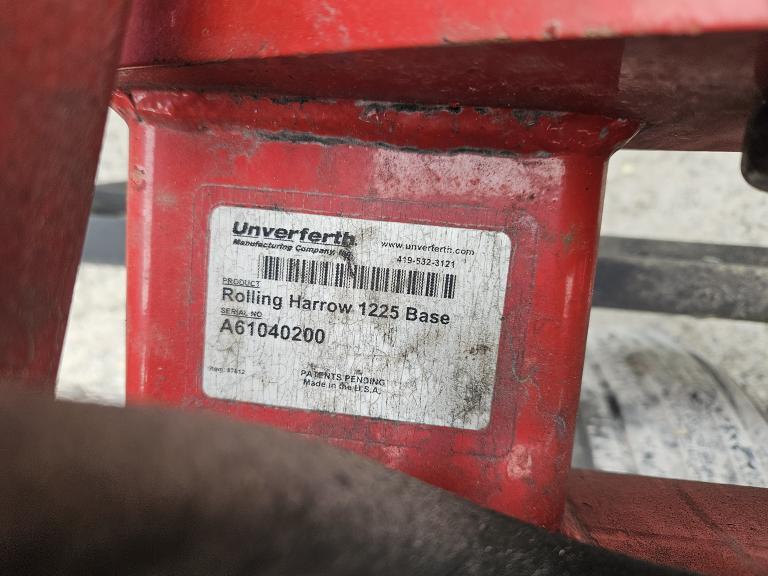 Unverferth
Manufacturing Company, Inc.
www.unverferth.com
419-532-3121
PRODUCT
Rolling Harrow 1225 Base
SERIAL NO
A61040200
PATENTS PENDING
Made in the U.S.A.